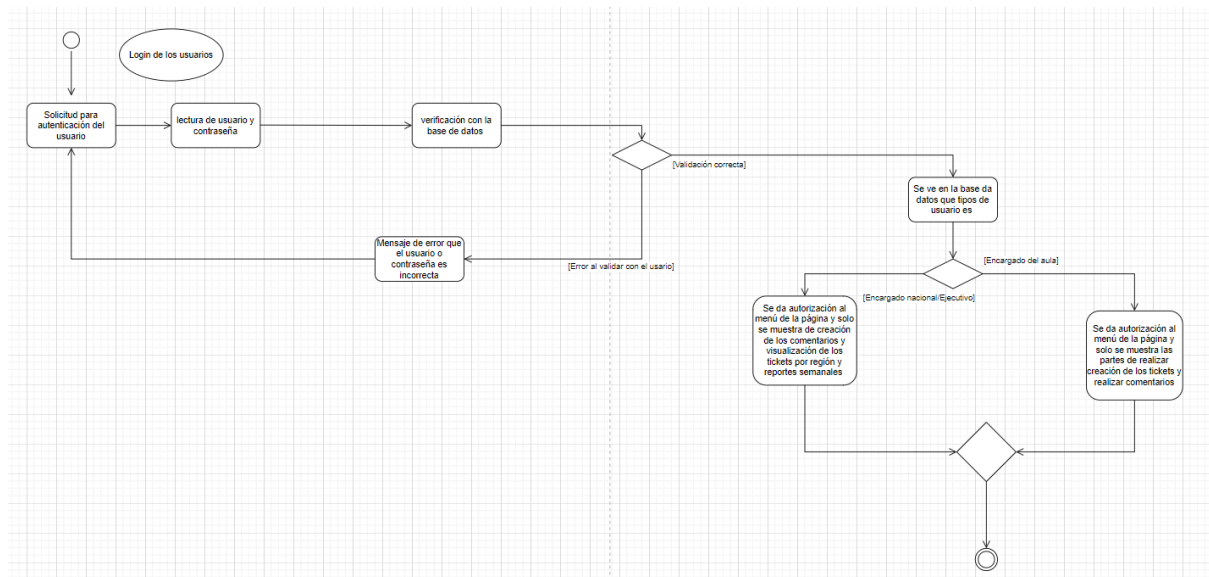 Login de los usuarios
Solicitud para
autenticación del
usuario
lectura de usuario y
contraseña
verificación con la
base de datos
[Validación correcta]
Se ve en la base da
datos que tipos de
usuario es
Mensaje de error que
el usuario o
contraseña es
incorrecta
[Error al validar con el usario]
[Encargado del aula]
[Encargado nacional/Ejecutivo]
Se da autorización al
menú de la página y solo
se muestra de creación
de los comentarios y
visualización de los
tickets por región y
reportes semanales
Se da autorización al
menú de la página y
solo se muestra las
partes de realizar
creación de los tickets y
realizar comentarios